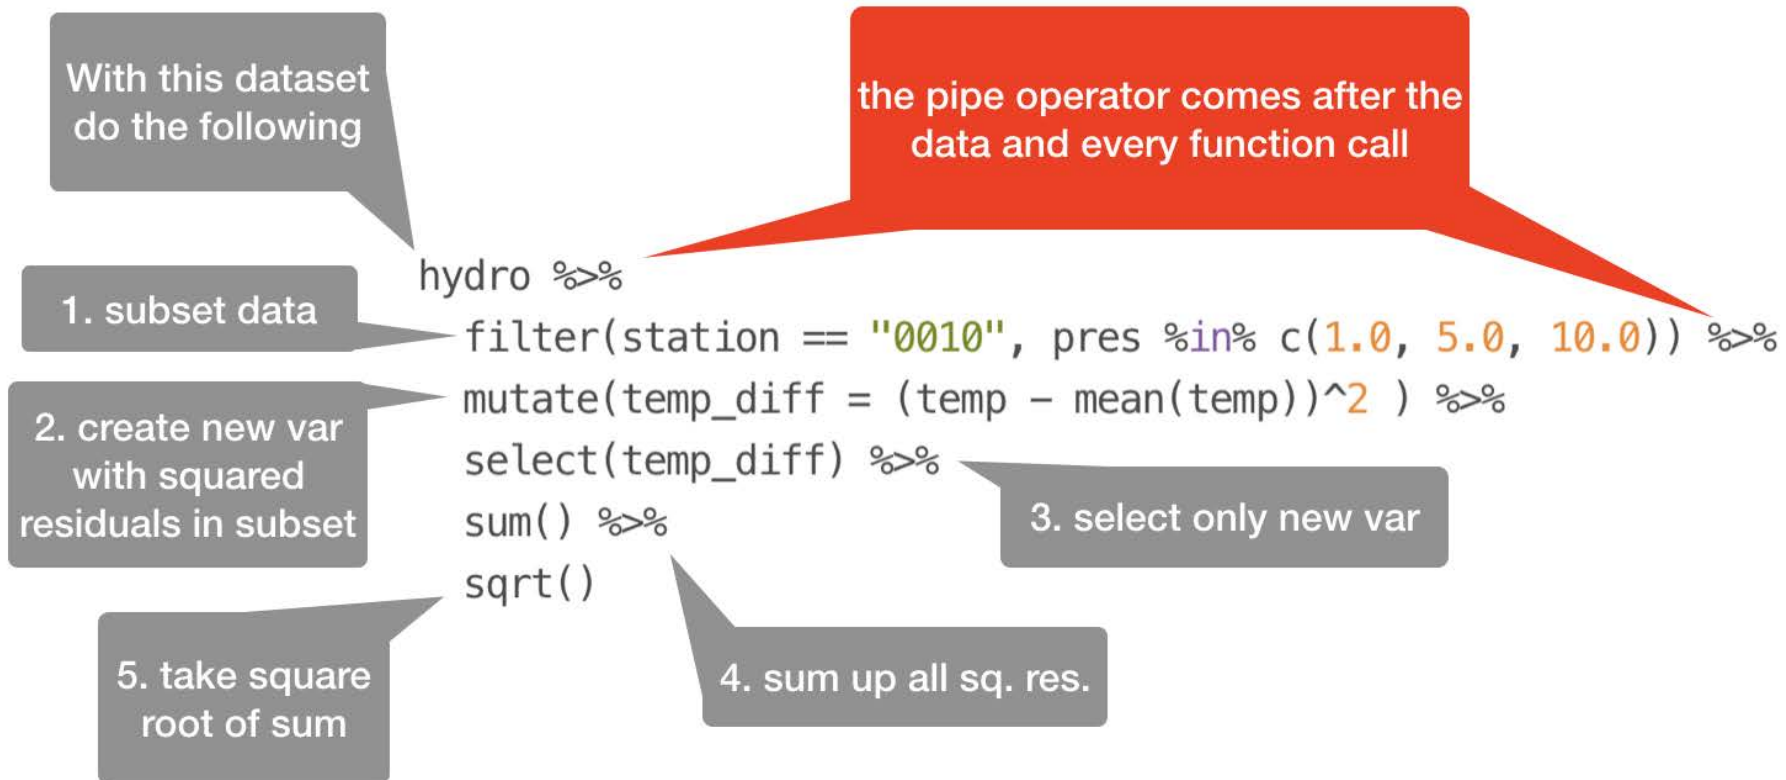 With this dataset
do the following
the pipe operator comes after the
data and every function call
hydro %>%
1. subset data
filter(station == "0010", pres %in% c(1.0, 5.0, 10.0)) %>%
mutate(temp_diff = (temp – mean(temp))^2 ) %>%
2. create new var
with squared
residuals in subset
select(temp_diff) %>%
3. select only new var
sum() %>%
sqrt()
4. sum up all sq. res.
5. take square
root of sum